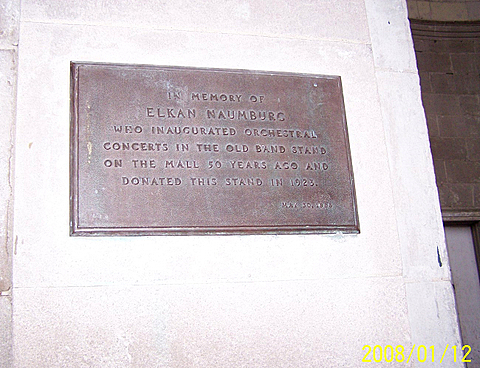 IN MEMORY OF
ELKAN NAUMBURG
WHO INAUGURATED ORCHESTRAL
CONCERTS IN THE OLD BAND STAND
ON THE MALL 50 YEARS AGO AND
DONATED THIS STAND IN 1923.
MAY
2008/01/12